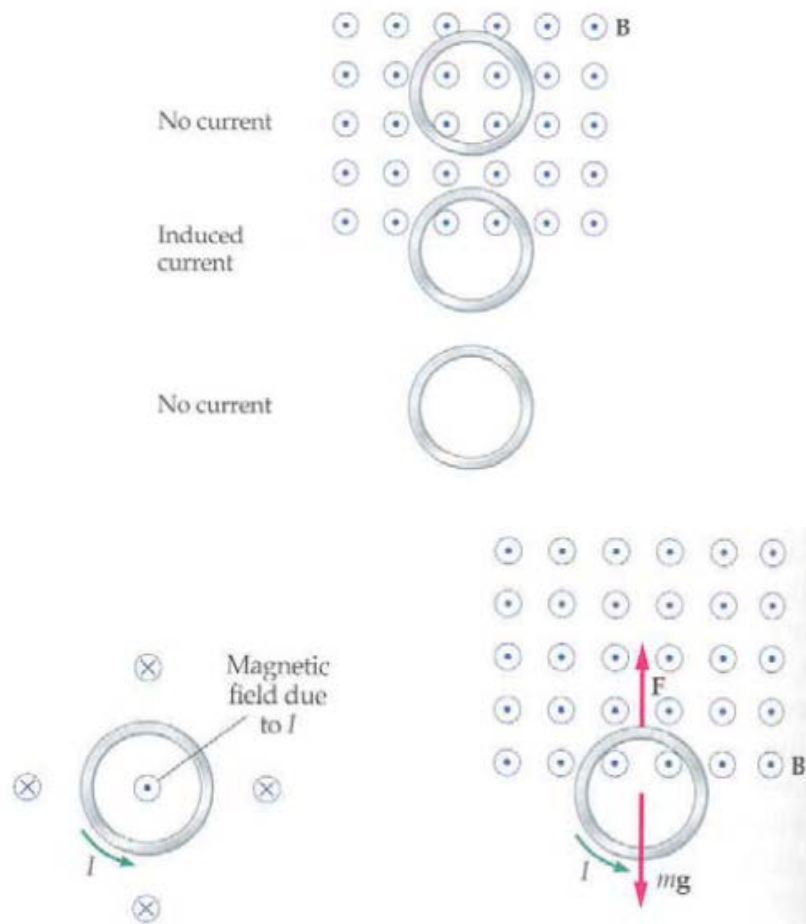 B
No current
Induced
current
No current
Magnetic
field due
to I
F
B
I
I
mg